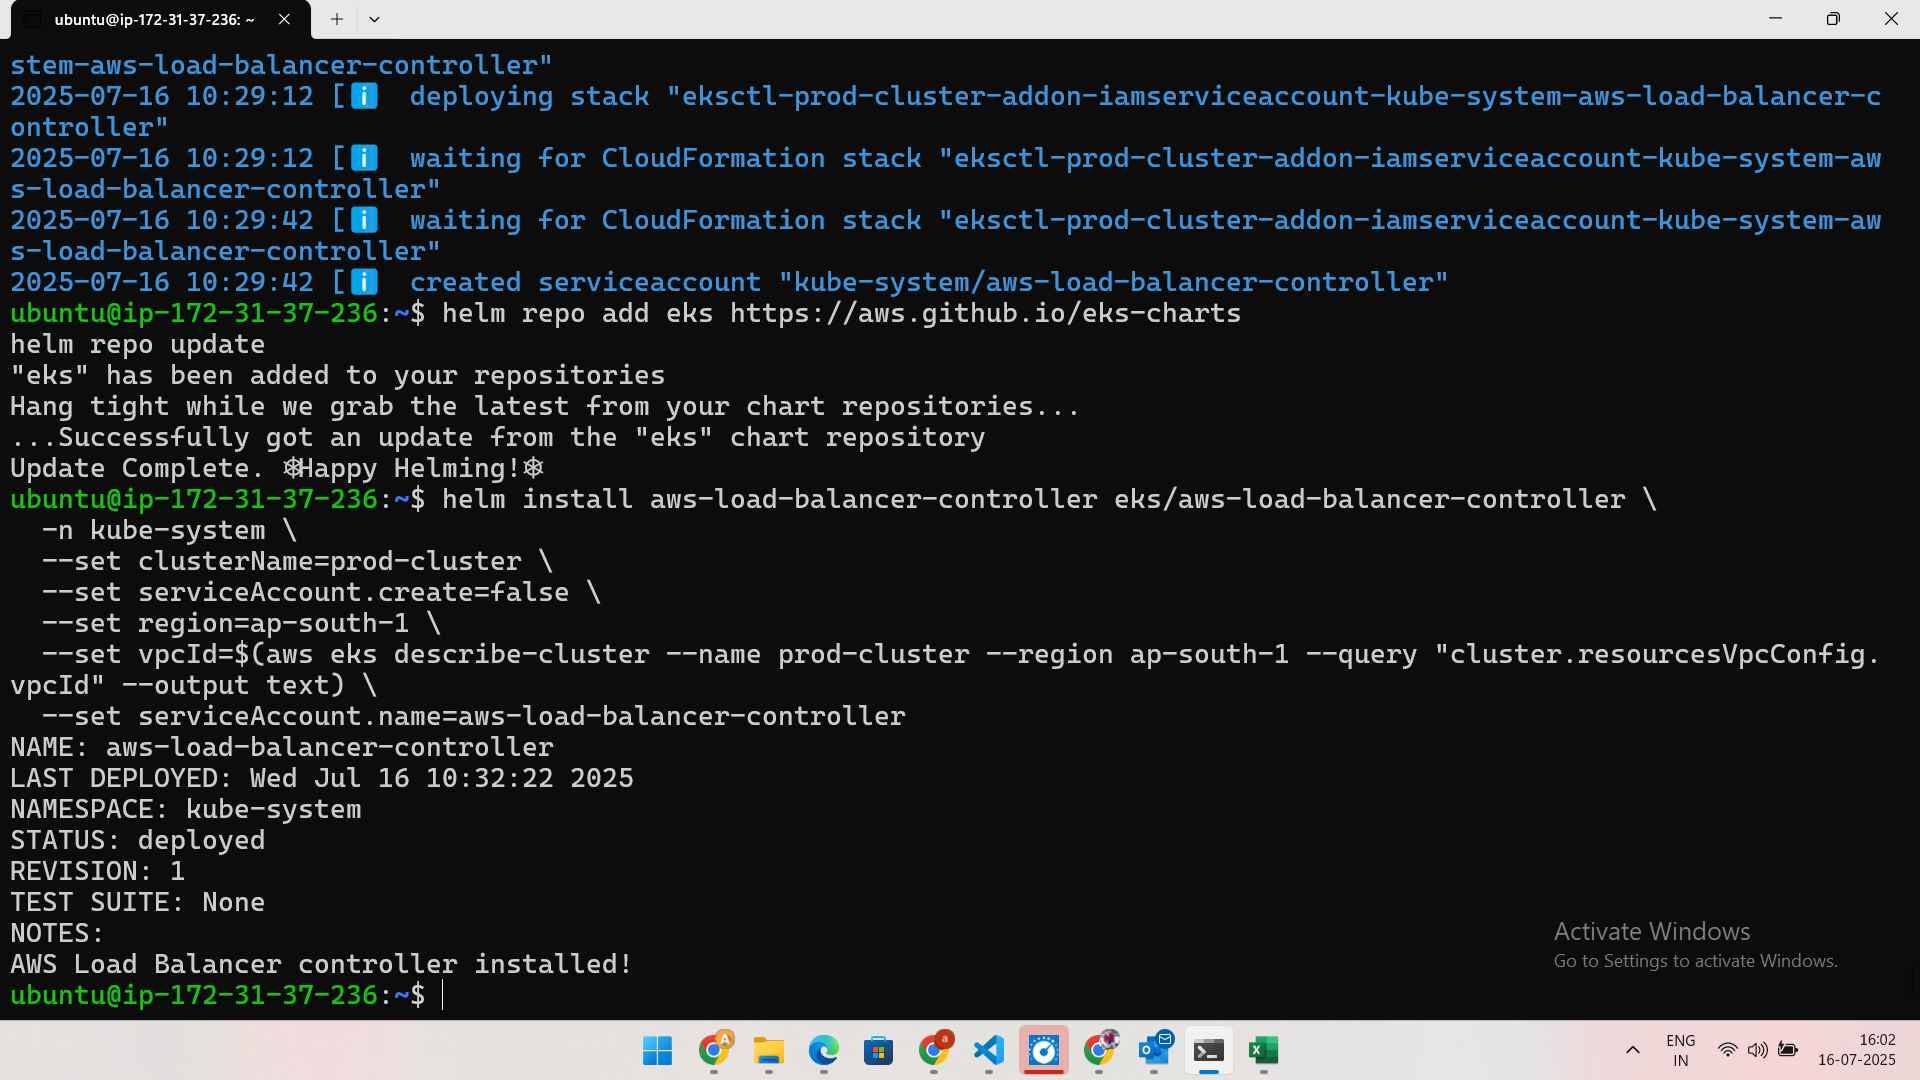 ubuntu@ip-172-31-37-236: ~
stem-aws-load-balancer-controller"
2025-07-16 10:29:12 [ℹ]  deploying stack "eksctl-prod-cluster-addon-iamserviceaccount-kube-system-aws-load-balancer-c
ontroller"
2025-07-16 10:29:12 [ℹ]  waiting for CloudFormation stack "eksctl-prod-cluster-addon-iamserviceaccount-kube-system-aw
s-load-balancer-controller"
2025-07-16 10:29:42 [ℹ]  waiting for CloudFormation stack "eksctl-prod-cluster-addon-iamserviceaccount-kube-system-aw
s-load-balancer-controller"
2025-07-16 10:29:42 [ℹ]  created serviceaccount "kube-system/aws-load-balancer-controller"
ubuntu@ip-172-31-37-236:~$ helm repo add eks https://aws.github.io/eks-charts
helm repo update
"eks" has been added to your repositories
Hang tight while we grab the latest from your chart repositories...
...Successfully got an update from the "eks" chart repository
Update Complete. ⎈Happy Helming!⎈
ubuntu@ip-172-31-37-236:~$ helm install aws-load-balancer-controller eks/aws-load-balancer-controller \
  -n kube-system \
  --set clusterName=prod-cluster \
  --set serviceAccount.create=false \
  --set region=ap-south-1 \
  --set vpcId=$(aws eks describe-cluster --name prod-cluster --region ap-south-1 --query "cluster.resourcesVpcConfig.
vpcId" --output text) \
  --set serviceAccount.name=aws-load-balancer-controller
NAME: aws-load-balancer-controller
LAST DEPLOYED: Wed Jul 16 10:32:22 2025
NAMESPACE: kube-system
STATUS: deployed
REVISION: 1
TEST SUITE: None
NOTES:
AWS Load Balancer controller installed!
ubuntu@ip-172-31-37-236:~$
Activate Windows
Go to Settings to activate Windows.
ENG
IN
16:02
16-07-2025